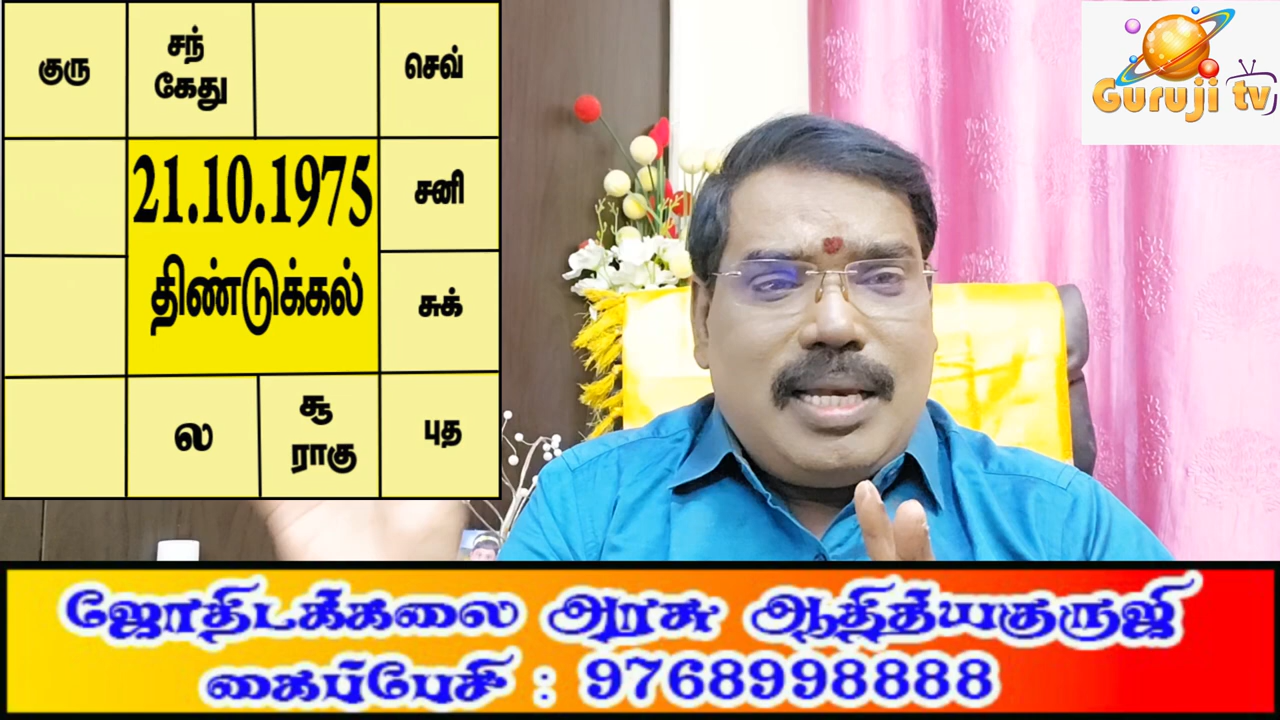 குரு
சந்
கேது
செவ்
21.10.1975
திண்டுக்கல்
சனி
சுக்
ல
சூ
ராகு
புத
Guruji tv
ஜோதிடக்கலை அரசு ஆதித்யகுருஜி
கைப்பேசி : 9768998888